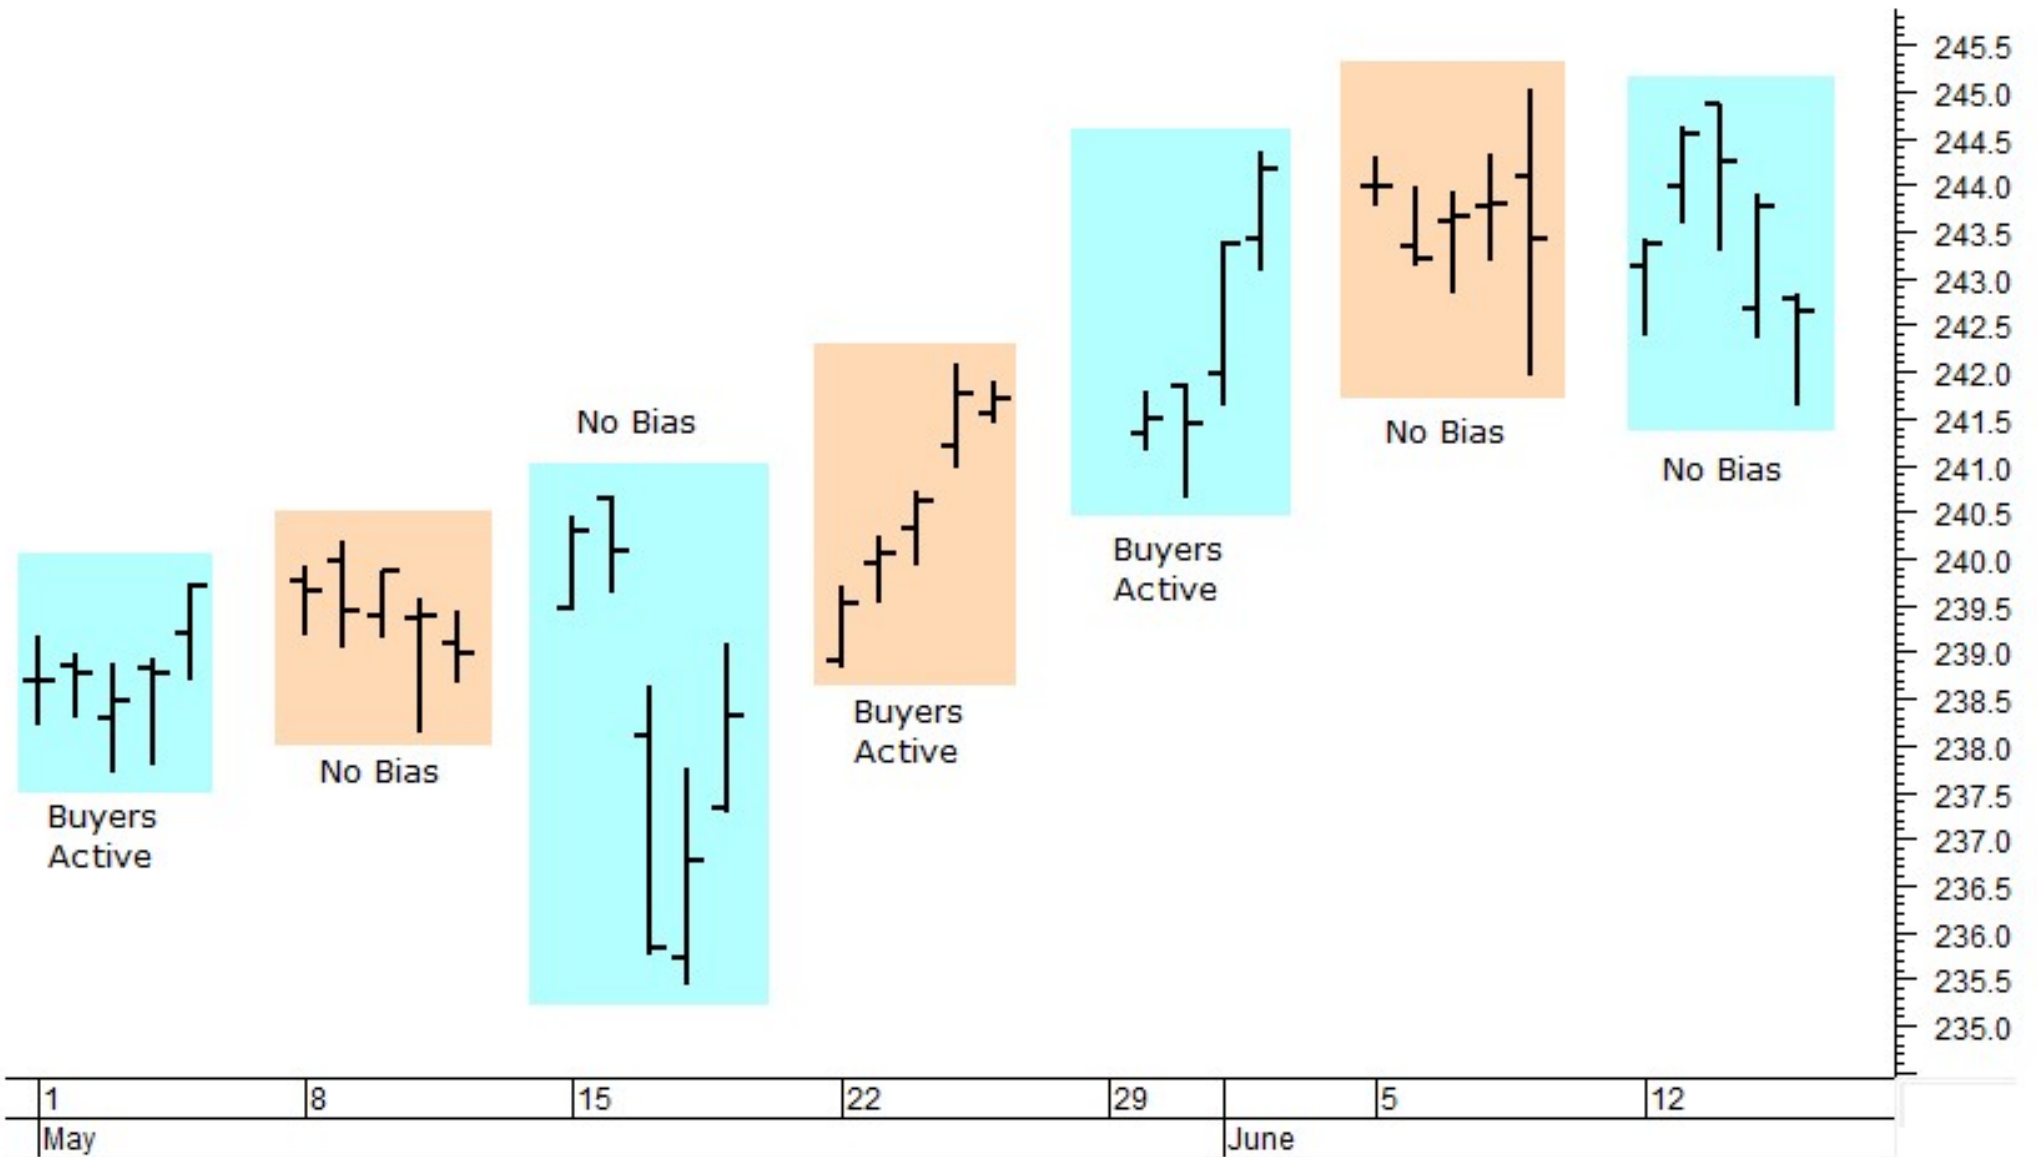 245.5
245.0
244.5
244.0
243.5
243.0
242.5
242.0
241.5
241.0
240.5
240.0
239.5
239.0
238.5
238.0
237.5
237.0
236.5
236.0
235.5
235.0
Buyers
Active
No Bias
No Bias
Buyers
Active
Buyers
Active
No Bias
No Bias
1 8 15 22 29 5 12
May June